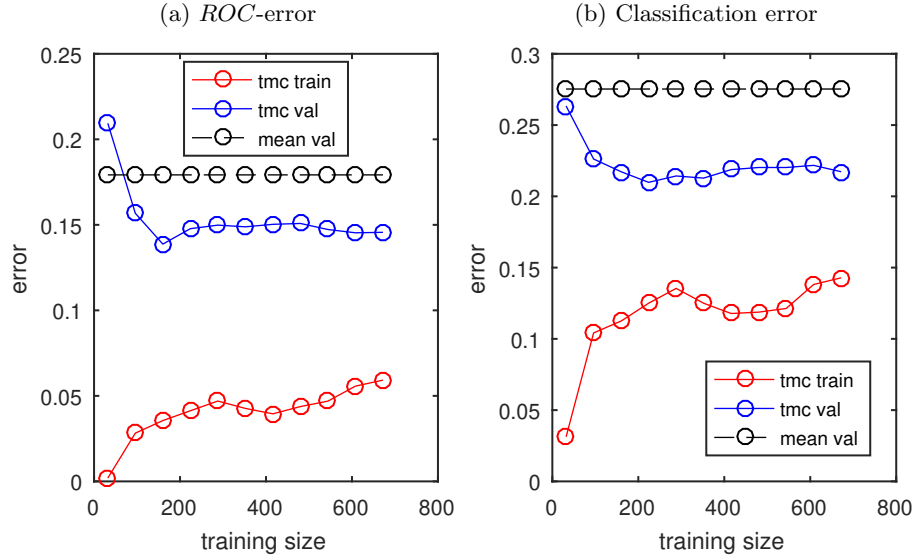 (a) ROC-error
0.25
0.2
0.15
0.1
0.05
0
error
0 200 400 600 800
training size
tmc train
tmc val
mean val
(b) Classification error
0.3
0.25
0.2
0.15
0.1
0.05
0
error
0 200 400 600 800
training size
tmc train
tmc val
mean val